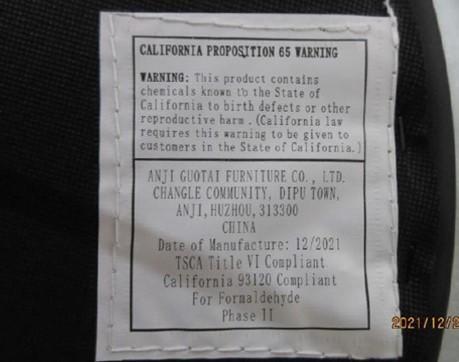 CALIFORNIA PROPOSITION 65 WARNING
WARNING: This product contains
chemicals known to the State of
California to birth defects or other
reproductive harm. (California law
requires this warning to be given to
customers in the State of California.)
ANJI GUOTAI FURNITURE CO., LTD.
CHANGLE COMMUNITY, DIPU TOWN,
ANJI, HUZHOU, 313300
CHINA
Date of Manufacture: 12/2021
TSCA Title VI Compliant
California 93120 Compliant
For Formaldehyde
Phase II
2021/12/2